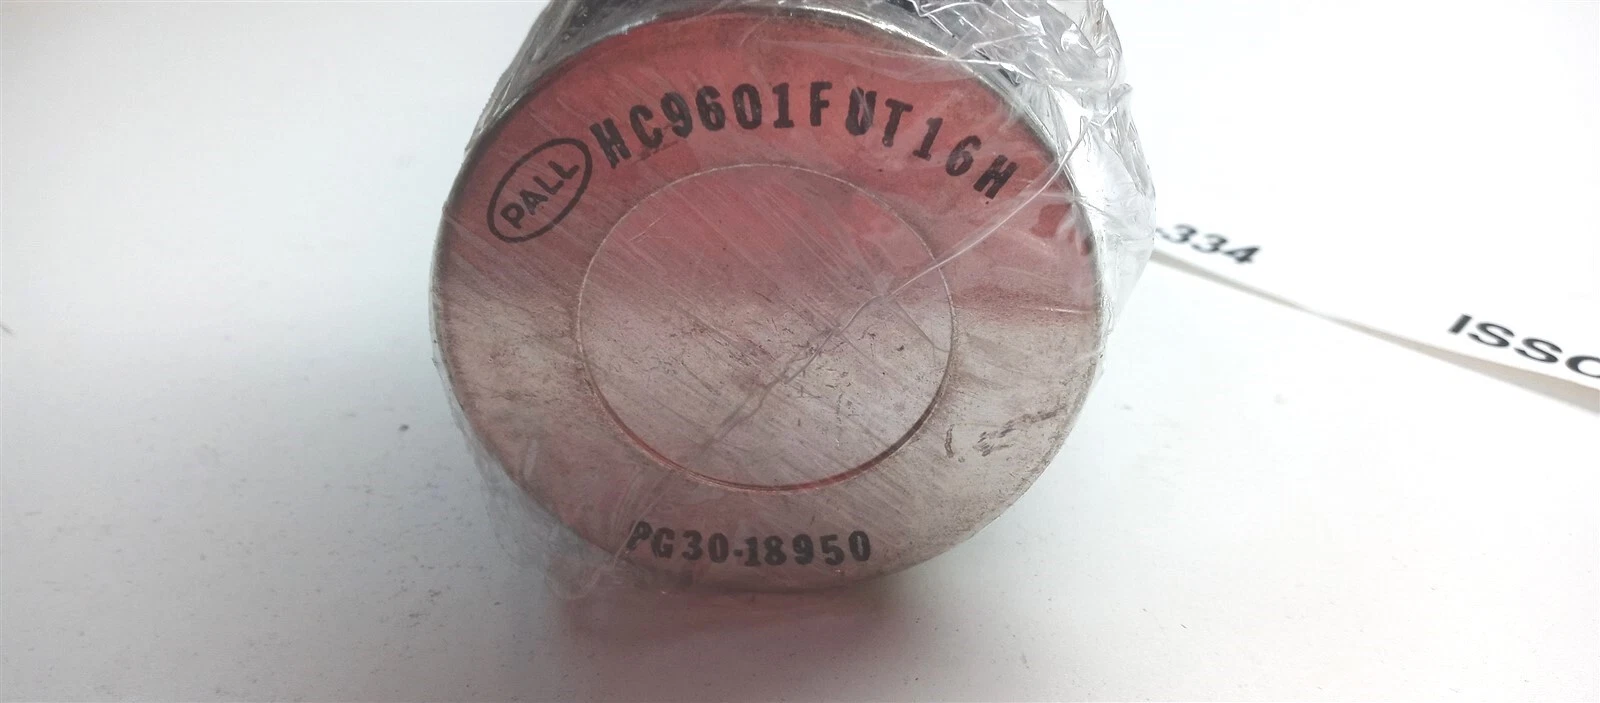 PALL HC9601FUT16H
PG30-18950
334
ISSO